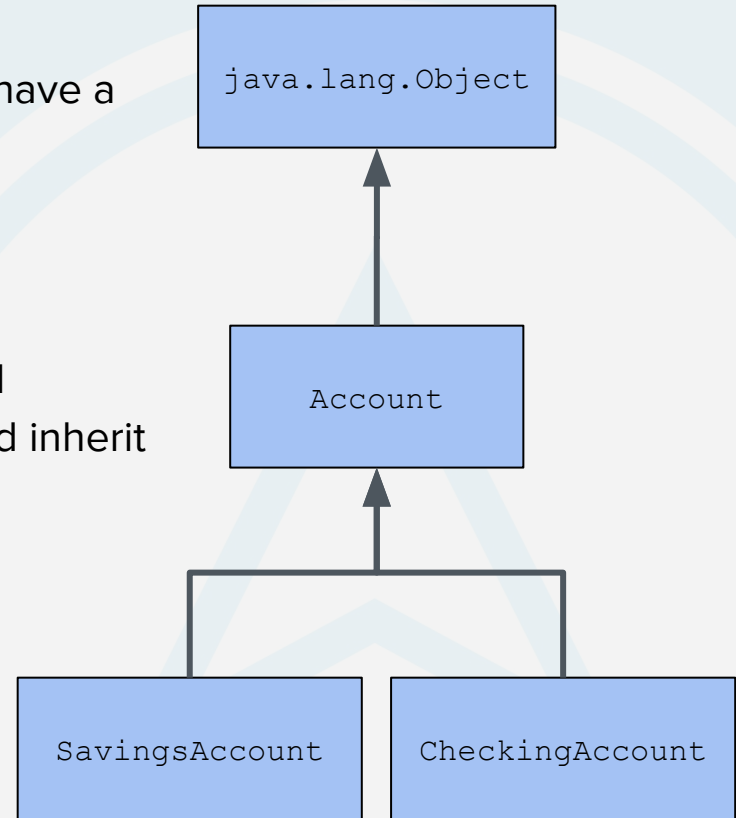 have a
java.lang.Object
d inherit
Account
SavingsAccount
CheckingAccount